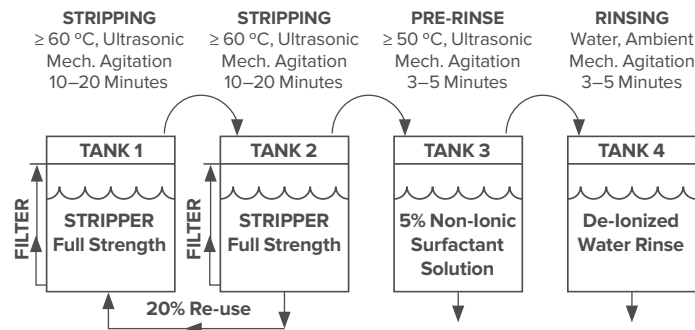 STRIPPING
≥ 60 ºC, Ultrasonic
Mech. Agitation
10–20 Minutes
STRIPPING
≥ 60 ºC, Ultrasonic
Mech. Agitation
10–20 Minutes
PRE-RINSE
≥ 50 ºC, Ultrasonic
Mech. Agitation
3–5 Minutes
RINSING
Water, Ambient
Mech. Agitation
3–5 Minutes
TANK 1
FILTER
STRIPPER
Full Strength
TANK 2
FILTER
STRIPPER
Full Strength
TANK 3
5% Non-Ionic
Surfactant
Solution
TANK 4
De-Ionized
Water Rinse
20% Re-use